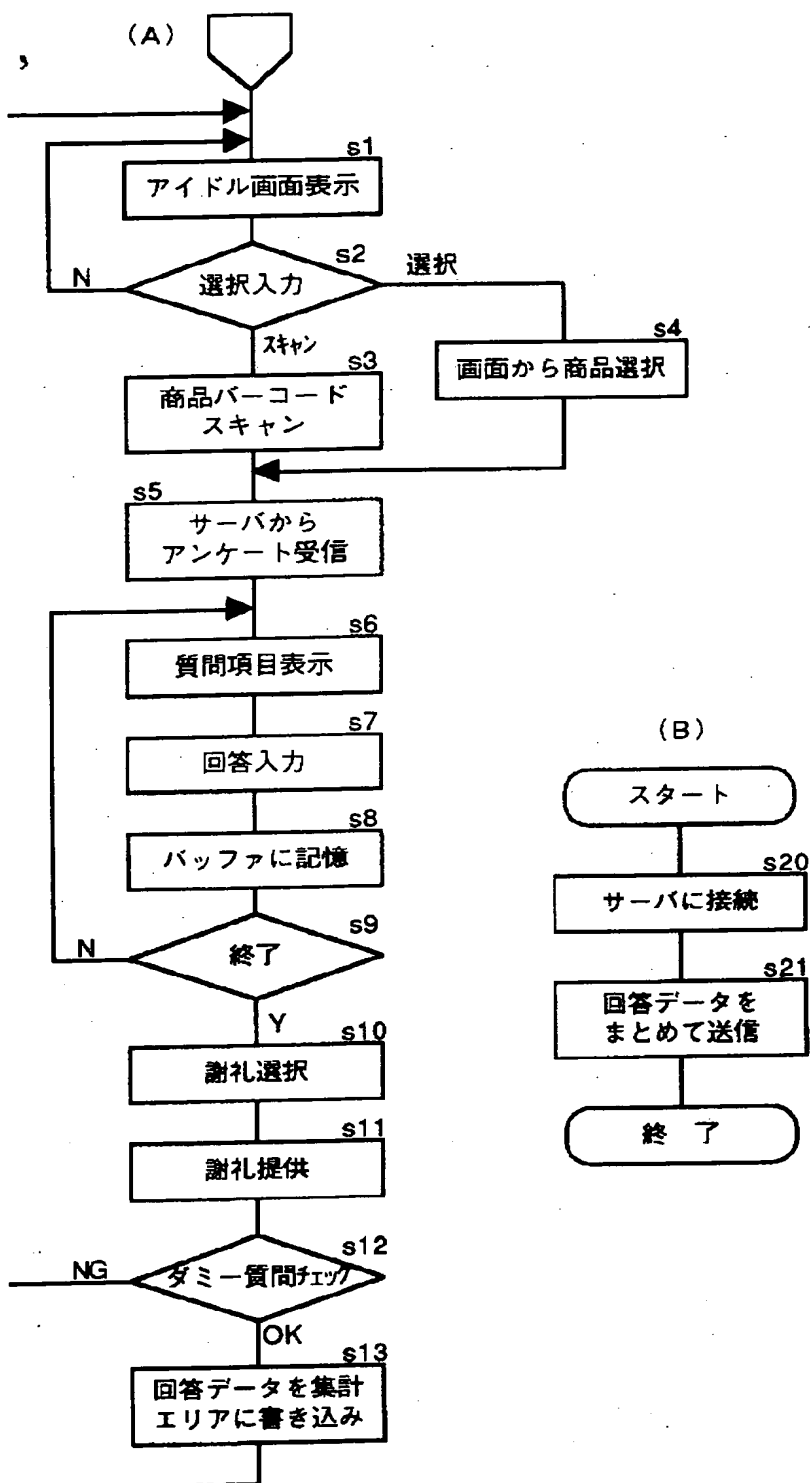 (A)
s1
アイドル画面表示
s2
選択入力
N
選択
スキャン
s3
商品バーコード
スキャン
s4
画面から商品選択
s5
サーバから
アンケート受信
s6
質問項目表示
s7
回答入力
s8
バッファに記憶
s9
終了
N
Y
s10
謝礼選択
s11
謝礼提供
s12
ダミー質問チェック
NG
OK
s13
回答データを集計
エリアに書き込み
(B)
スタート
s20
サーバに接続
s21
回答データを
まとめて送信
終 了